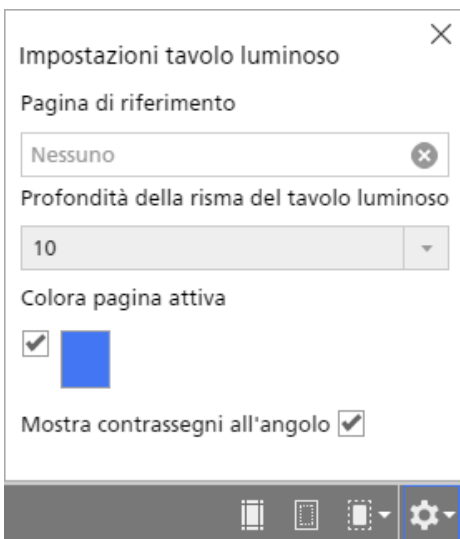 Impostazioni tavolo luminoso
Pagina di riferimento
Nessuno
Profondità della risma del tavolo luminoso
10
Colora pagina attiva
Mostra contrassegni all'angolo